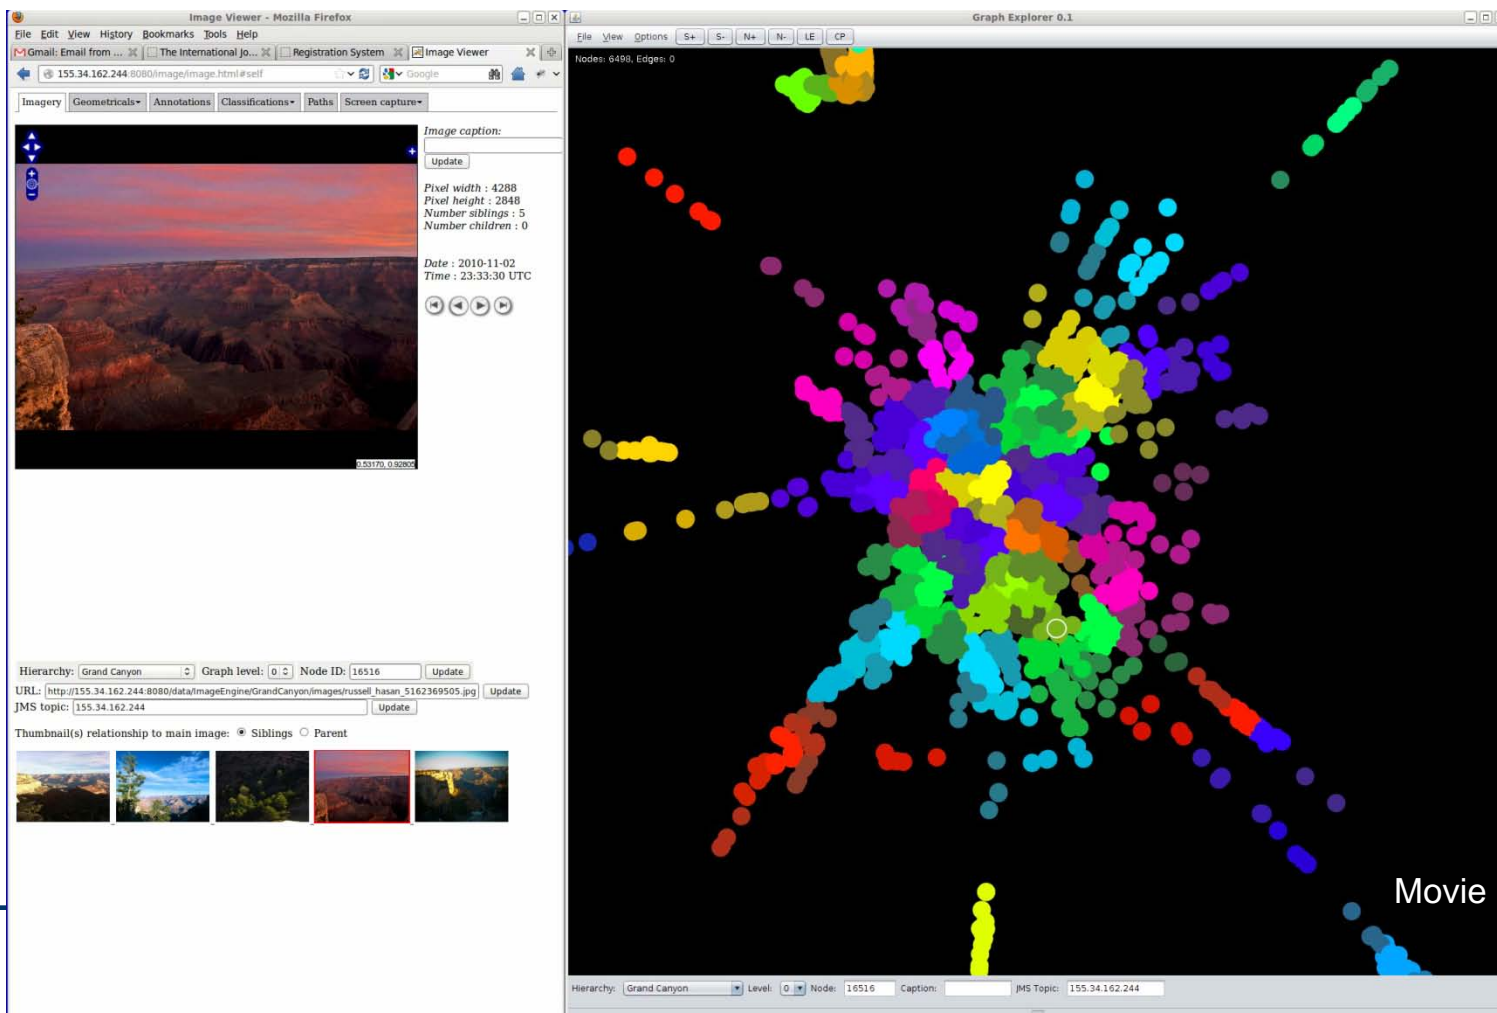 Image Viewer - Mozilla Firefox
File Edit View History Bookmarks Tools Help
Gmail: Email from ... The International Jo... Registration System Image Viewer
155.34.162.244:8080/image/image.html#self Google
Imagery Geometricals Annotations Classifications Paths Screen capture
Image caption:
Update
Pixel width : 4288
Pixel height : 2848
Number siblings : 5
Number children : 0
Date : 2010-11-02
Time : 23:33:30 UTC
0.53170, 0.92805
Hierarchy: Grand Canyon Graph level: 0 Node ID: 16516 Update
URL: http://155.34.162.244:8080/data/ImageEngine/GrandCanyon/images/russell_hasan_5162369505.jpg Update
JMS topic: 155.34.162.244 Update
Thumbnail(s) relationship to main image: Siblings Parent
Graph Explorer 0.1
File View Options S+ S- N+ N- LE CP
Nodes: 6498, Edges: 0
Movie
Hierarchy: Grand Canyon Level: 0 Node: 16516 Caption: JMS Topic: 155.34.162.244